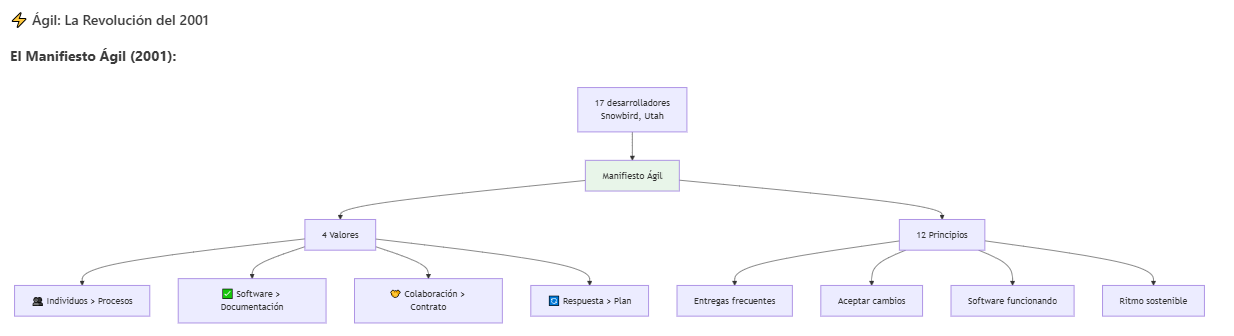 ⚡ Ágil: La Revolución del 2001
El Manifiesto Ágil (2001):
17 desarrolladores
Snowbird, Utah
Manifiesto Ágil
4 Valores
12 Principios
👥 Individuos > Procesos
✅ Software >
Documentación
🤝 Colaboración >
Contrato
🔄 Respuesta > Plan
Entregas frecuentes
Aceptar cambios
Software funcionando
Ritmo sostenible